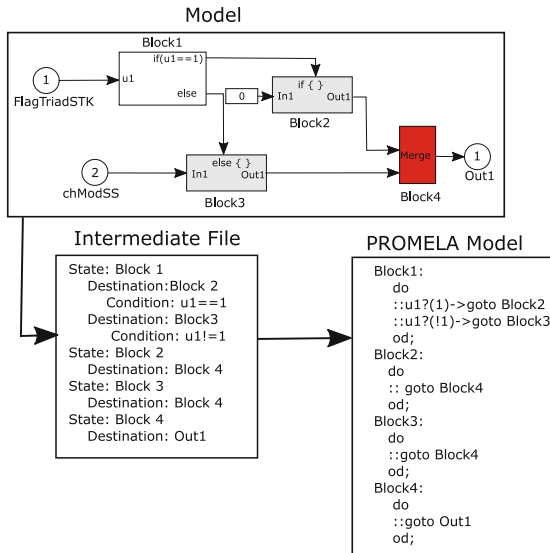 Model
Block1
if(u1==1)
u1
else
1
FlagTriadSTK
0
if { }
In1
Out1
Block2
2
chModSS
else { }
In1
Out1
Block3
Merge
Block4
1
Out1
Intermediate File
State: Block 1
Destination:Block 2
Condition: u1==1
Destination: Block3
Condition: u1!=1
State: Block 2
Destination: Block 4
State: Block 3
Destination: Block 4
State: Block 4
Destination: Out1
PROMELA Model
Block1:
do
::u1?(1)->goto Block2
::u1?(!1)->goto Block3
od;
Block2:
do
:: goto Block4
od;
Block3:
do
::goto Block4
od;
Block4:
do
::goto Out1
od;